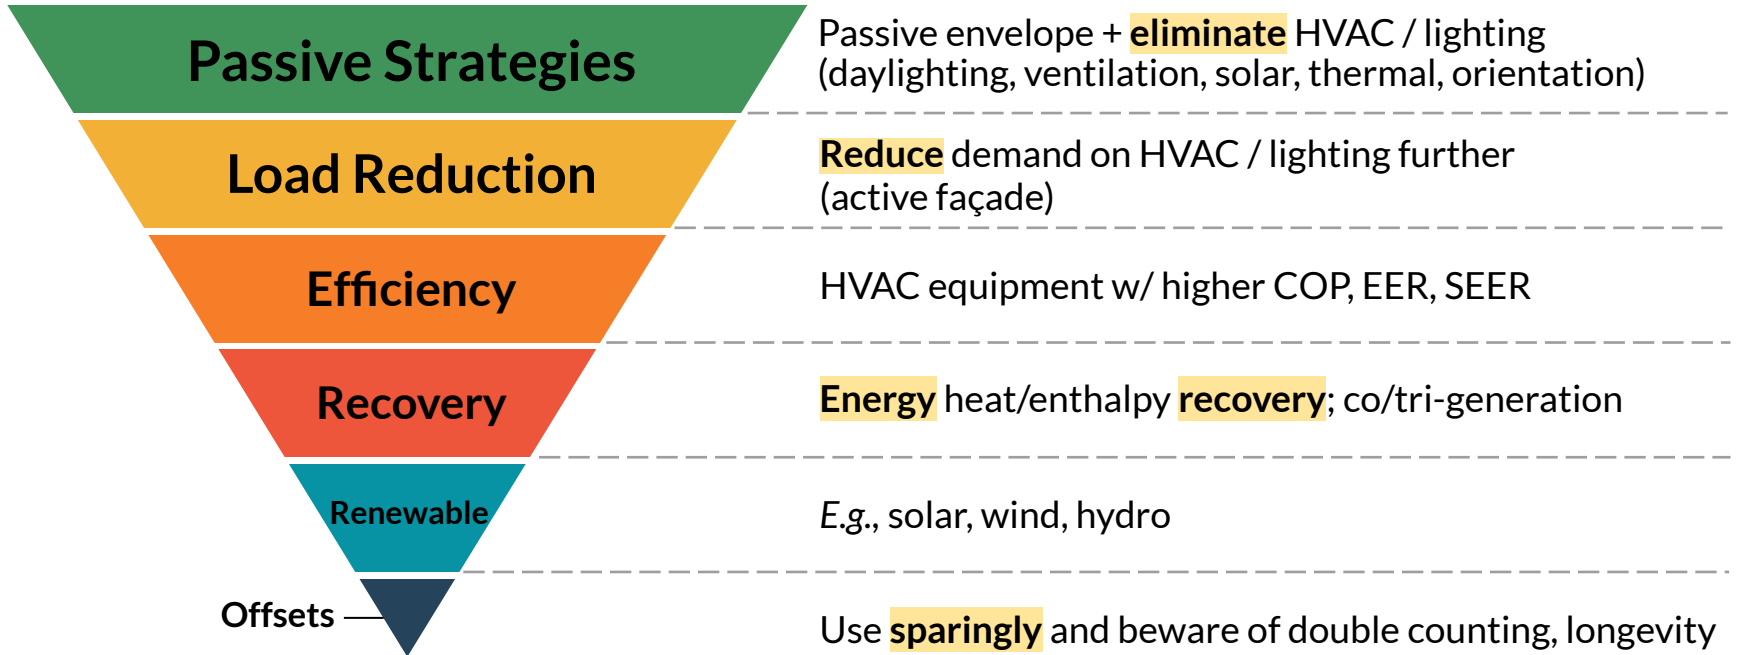 Passive Strategies
Passive envelope + eliminate HVAC / lighting
(daylighting, ventilation, solar, thermal, orientation)
Load Reduction
Reduce demand on HVAC / lighting further
(active façade)
Efficiency
HVAC equipment w/ higher COP, EER, SEER
Recovery
Energy heat/enthalpy recovery; co/tri-generation
Renewable
E.g., solar, wind, hydro
Offsets
Use sparingly and beware of double counting, longevity